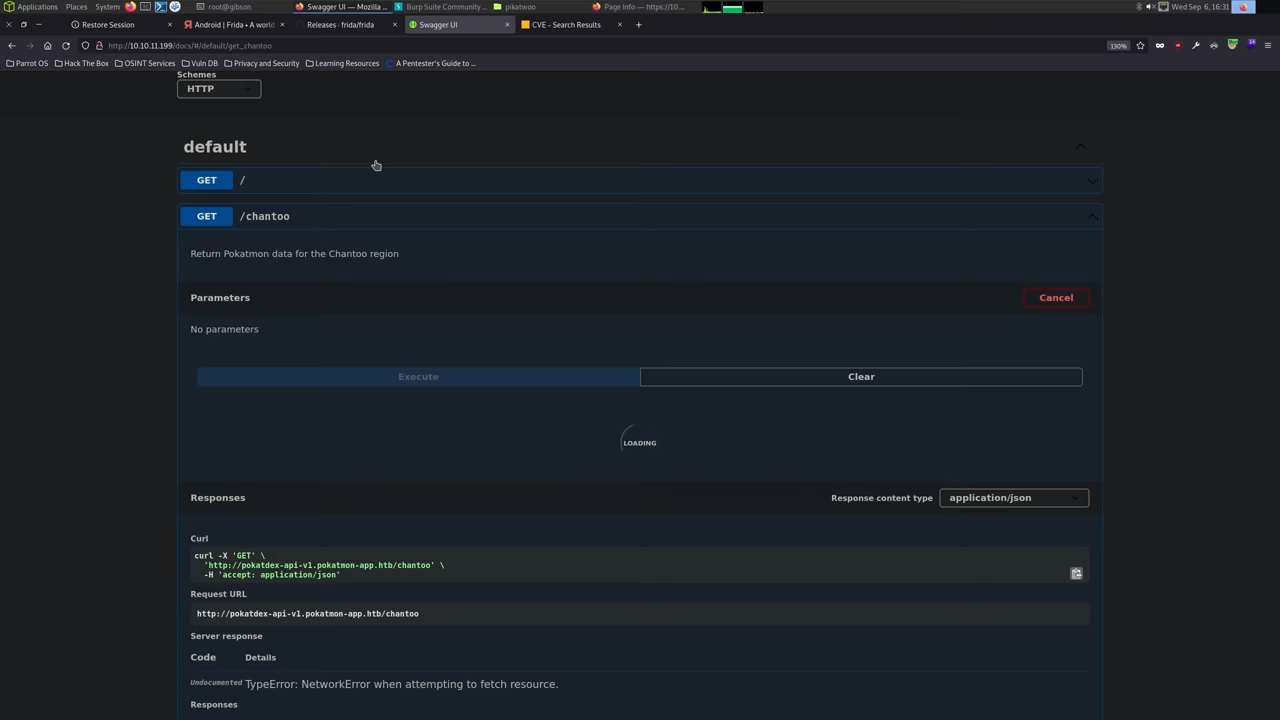 Applications Places System root@gibson Swagger UI — Mozilla ... Burp Suite Community ... pikatwoo Page Info — https://10.... Wed Sep 6, 16:31
Restore Session × Android | Frida • A world- × Releases · frida/frida × Swagger UI × CVE - Search Results × +
http://10.10.11.199/docs/#/default/get_chantoo 130%
Parrot OS Hack The Box OSINT Services Vuln DB Privacy and Security Learning Resources A Pentester's Guide to ...
Schemes
HTTP
default
GET /
GET /chantoo
Return Pokatmon data for the Chantoo region
Parameters Cancel
No parameters
Execute Clear
LOADING
Responses Response content type application/json
Curl
curl -X 'GET' \
'http://pokatdex-api-v1.pokatmon-app.htb/chantoo' \
-H 'accept: application/json'
Request URL
http://pokatdex-api-v1.pokatmon-app.htb/chantoo
Server response
Code Details
Undocumented TypeError: NetworkError when attempting to fetch resource.
Responses